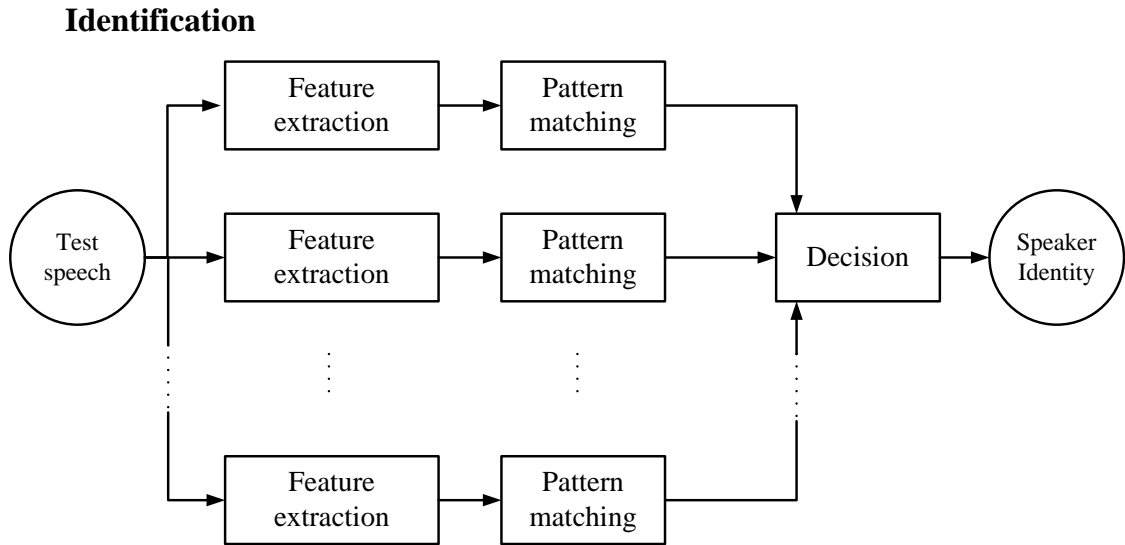 Identification
Feature
extraction
Pattern
matching
Test
speech
Feature
extraction
Pattern
matching
Decision
Speaker
Identity
Feature
extraction
Pattern
matching